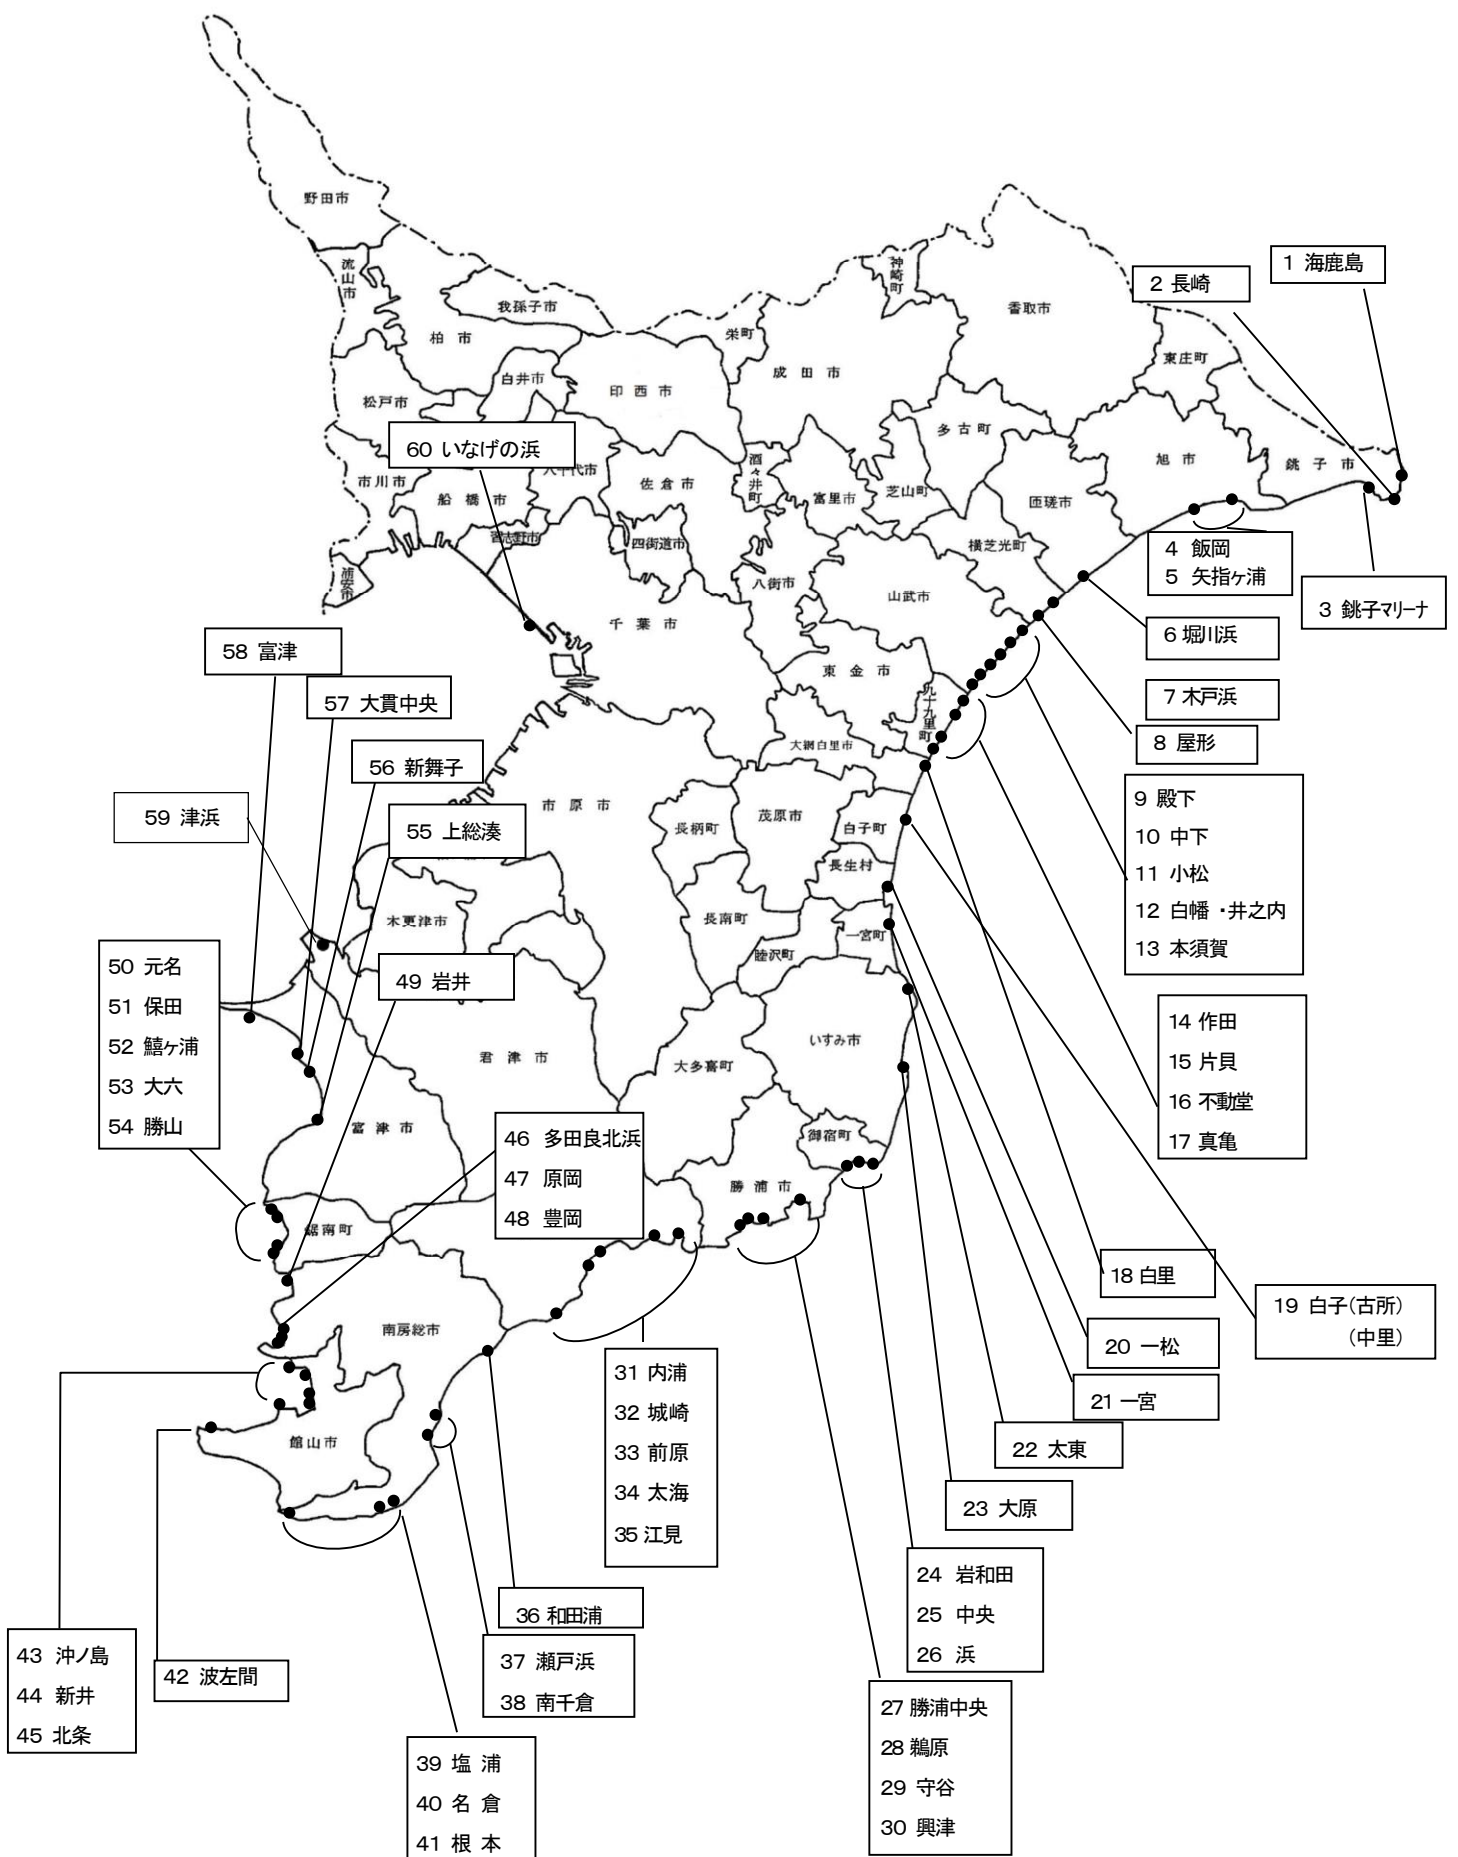 野田市
流山市
我孫子市
柏市
神崎町
香取市
2 長崎
1 海鹿島
栄町
成田市
東庄町
白井市
印西市
松戸市
多古町
60 いなげの浜
八千代市
酒々井町
旭市
銚子市
市川市
船橋市
佐倉市
富里市
芝山町
匝瑳市
習志野市
四街道市
横芝光町
浦安市
八街市
山武市
4 飯岡
5 矢指ヶ浦
3 銚子マリーナ
千葉市
6 堀川浜
58 富津
東金市
57 大貫中央
九十九里町
7 木戸浜
大網白里市
8 屋形
56 新舞子
59 津浜
55 上総湊
市原市
長柄町
茂原市
白子町
9 殿下
10 中下
11 小松
12 白幡・井之内
13 本須賀
長生村
木更津市
長南町
一宮町
睦沢町
50 元名
51 保田
52 鱚ヶ浦
53 大六
54 勝山
49 岩井
君津市
大多喜町
いすみ市
14 作田
15 片貝
16 不動堂
17 真亀
富津市
46 多田良北浜
47 原岡
48 豊岡
御宿町
勝浦市
鋸南町
18 白里
19 白子(古所)
(中里)
南房総市
20 一松
31 内浦
32 城崎
33 前原
34 太海
35 江見
21 一宮
館山市
22 太東
23 大原
24 岩和田
25 中央
26 浜
36 和田浦
43 沖ノ島
44 新井
45 北条
42 波左間
37 瀬戸浜
38 南千倉
27 勝浦中央
28 鵜原
29 守谷
30 興津
39 塩浦
40 名倉
41 根本